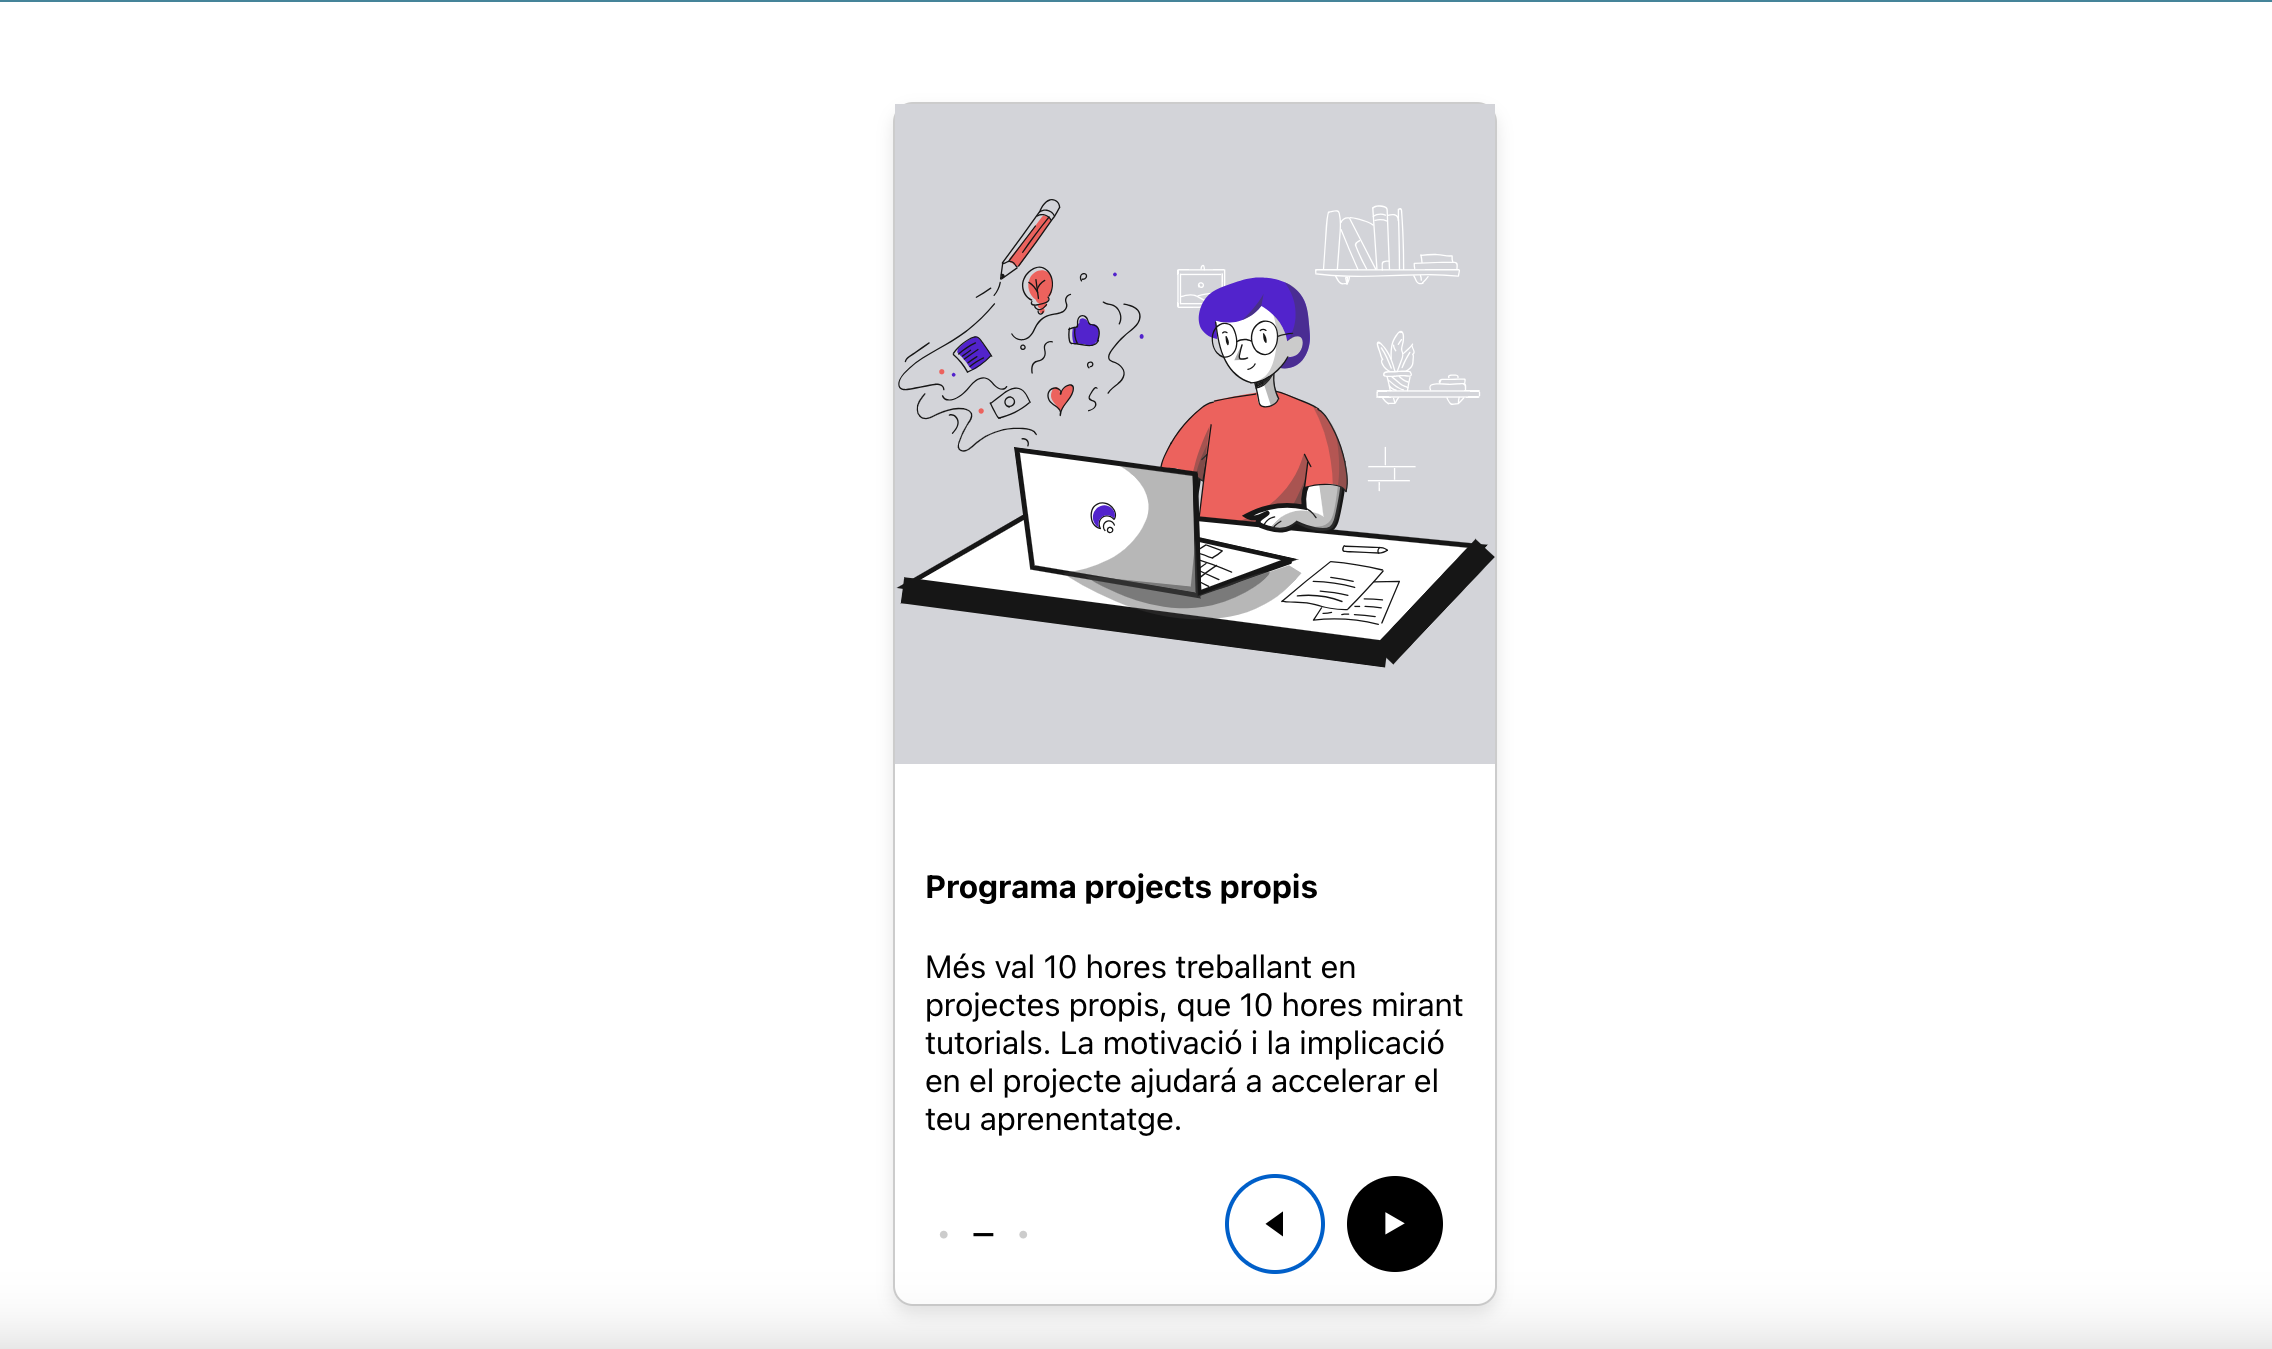 Programa projects propis
Més val 10 hores treballant en
projectes propis, que 10 hores mirant
tutorials. La motivació i la implicació
en el projecte ajudará a accelerar el
teu aprenentatge.